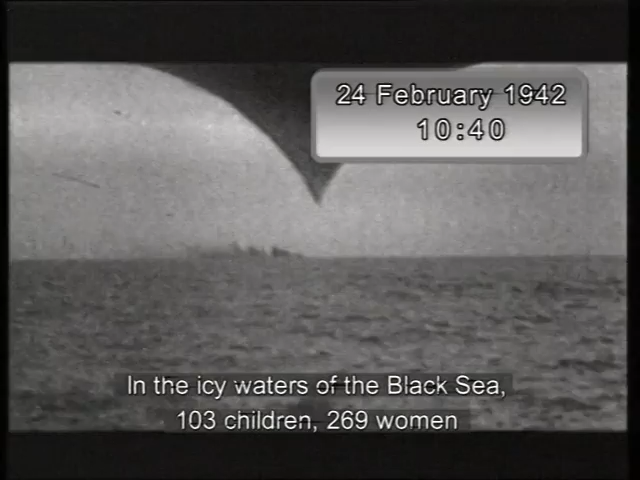 24 February 1942
10:40
In the icy waters of the Black Sea,
103 children, 269 women